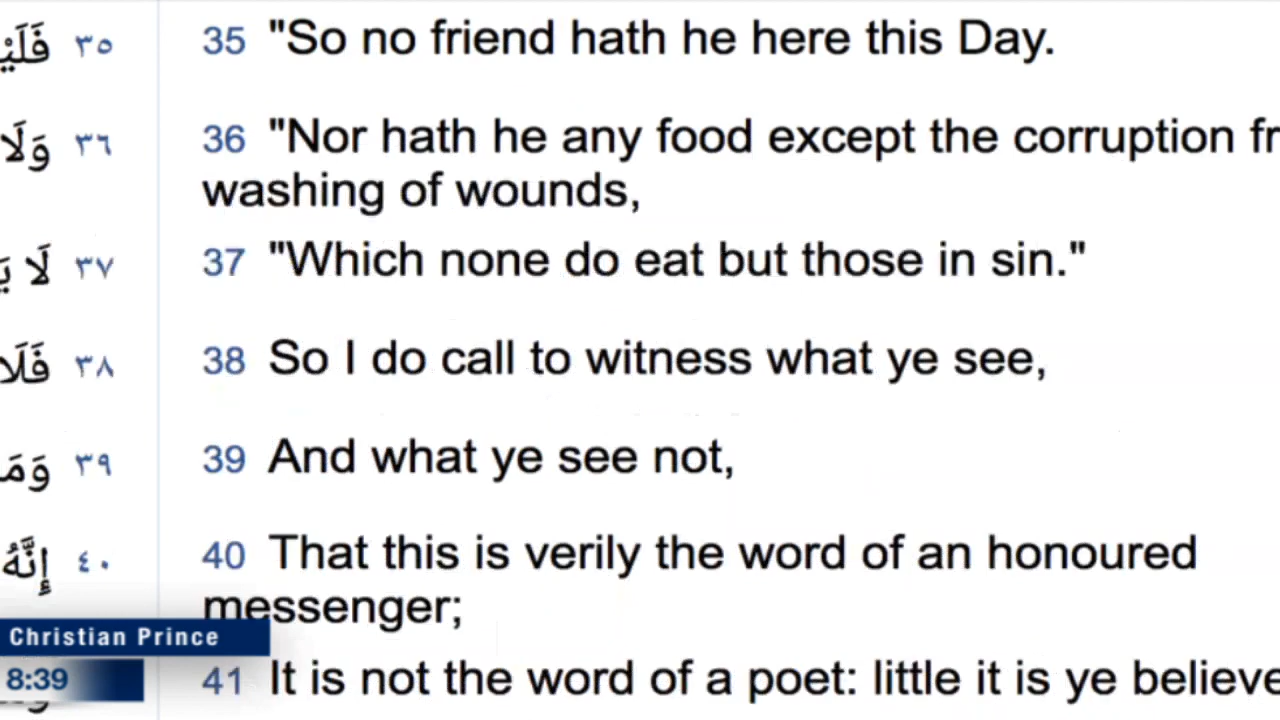 35 "So no friend hath he here this Day.
٣٥
36 "Nor hath he any food except the corruption
washing of wounds,
٣٦ وَلَا
37 "Which none do eat but those in sin."
٣٧ لَا
38 So I do call to witness what ye see,
٣٨ فَلَا
39 And what ye see not,
٣٩
40 That this is verily the word of an honoured
messenger;
٤٠ إِنَّهُ
41 It is not the word of a poet: little it is ye believe
Christian Prince
8:39